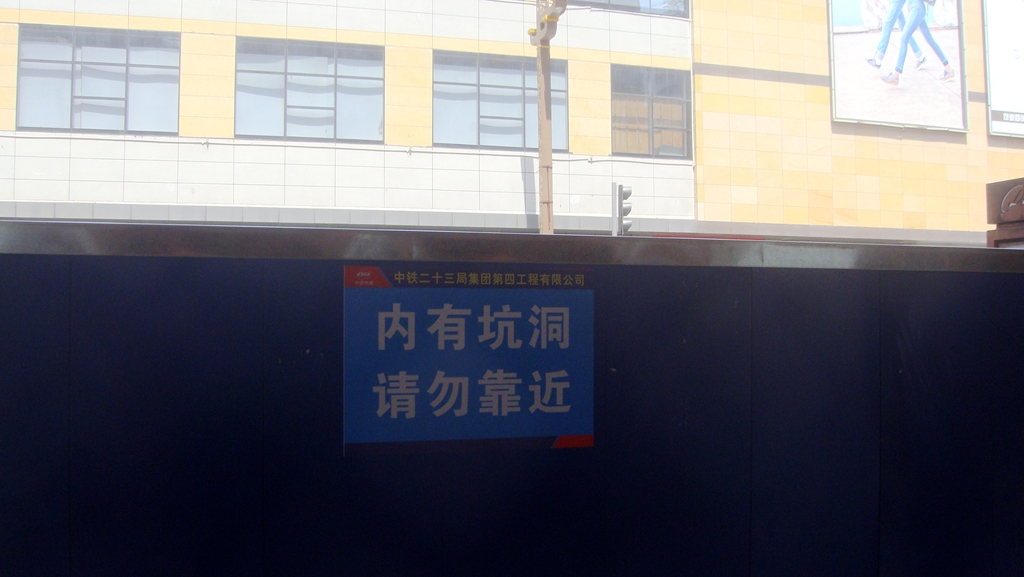 中铁二十三局集团第四工程有限公司
内有坑洞
请勿靠近